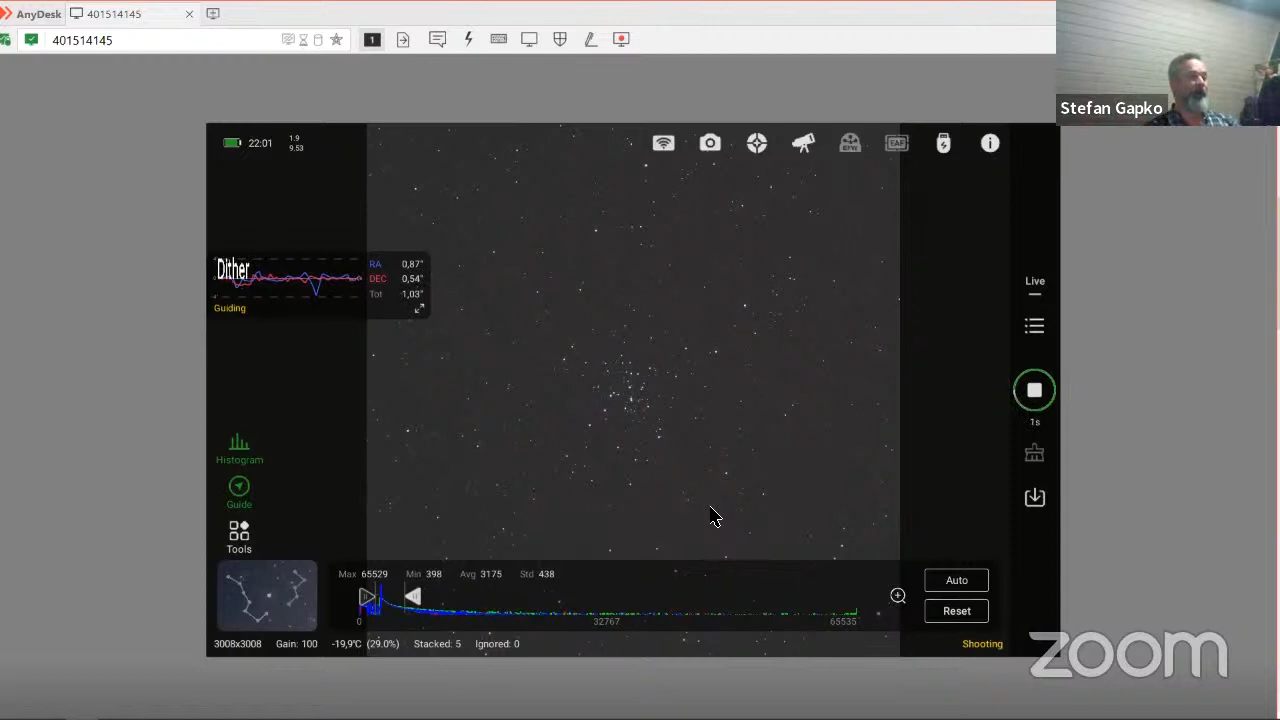 AnyDesk 401514145
401514145
1
Stefan Gapko
22:01 1.9
9.53
EFW EAF
Dither
RA 0,87"
DEC 0,54"
Tot 1,03"
Guiding
Live
1s
Histogram
Guide
Tools
Max 65529 Min 398 Avg 3175 Std 438
0 32767 65535
Auto
Reset
3008x3008 Gain: 100 -19,9℃ (29.0%) Stacked: 5 Ignored: 0 Shooting
zoom